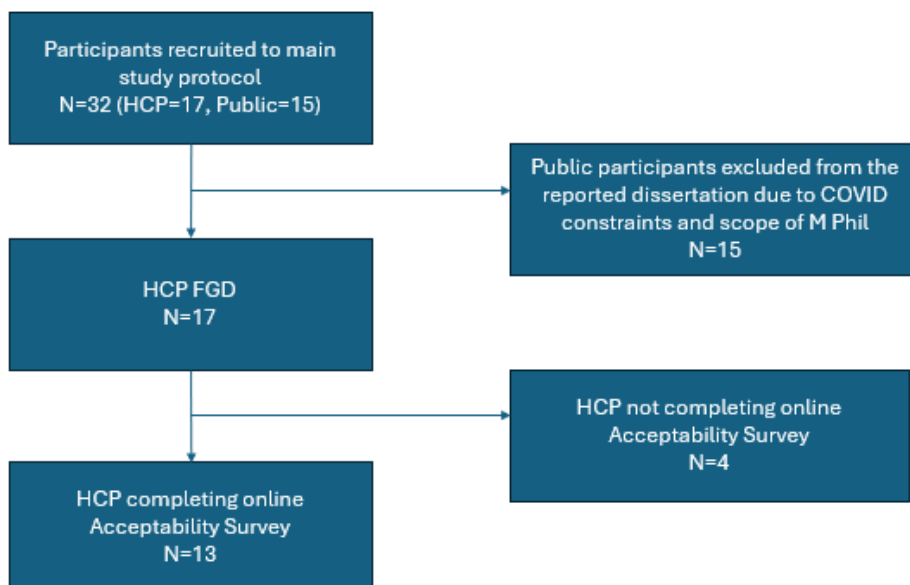 Participants recruited to main
study protocol
N=32 (HCP=17, Public=15)
Public participants excluded from the
reported dissertation due to COVID
constraints and scope of M Phil
N=15
HCP FGD
N=17
HCP not completing online
Acceptability Survey
N=4
HCP completing online
Acceptability Survey
N=13